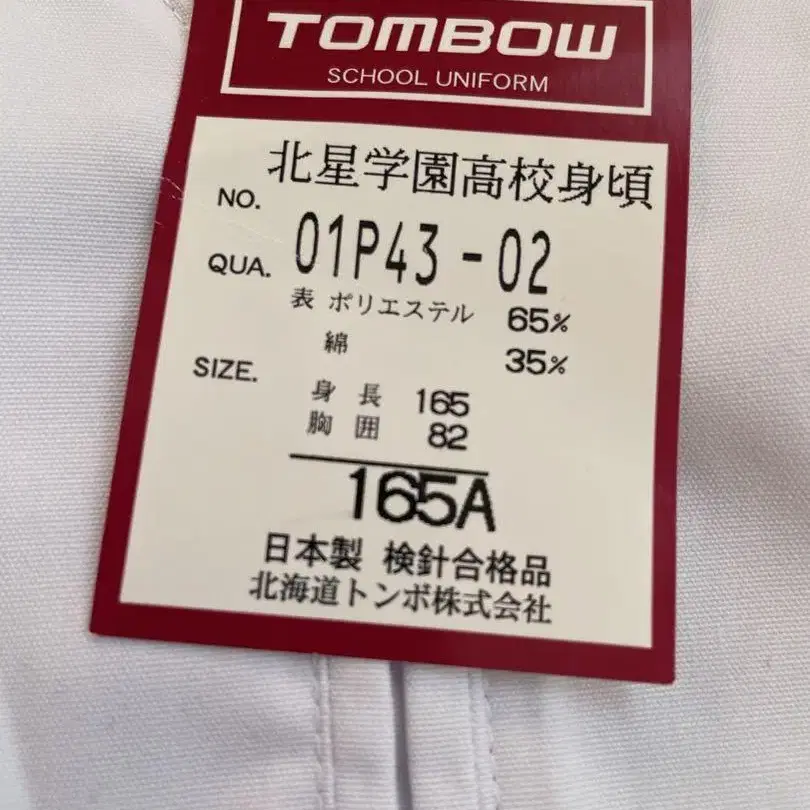 TOMBOW
SCHOOL UNIFORM
北星学園高校身頃
NO. 01P43-02
QUA. 表 ポリエステル 65%
綿 35%
SIZE. 身長 165
胸囲 82
165A
日本製 検針合格品
北海道トンボ株式会社